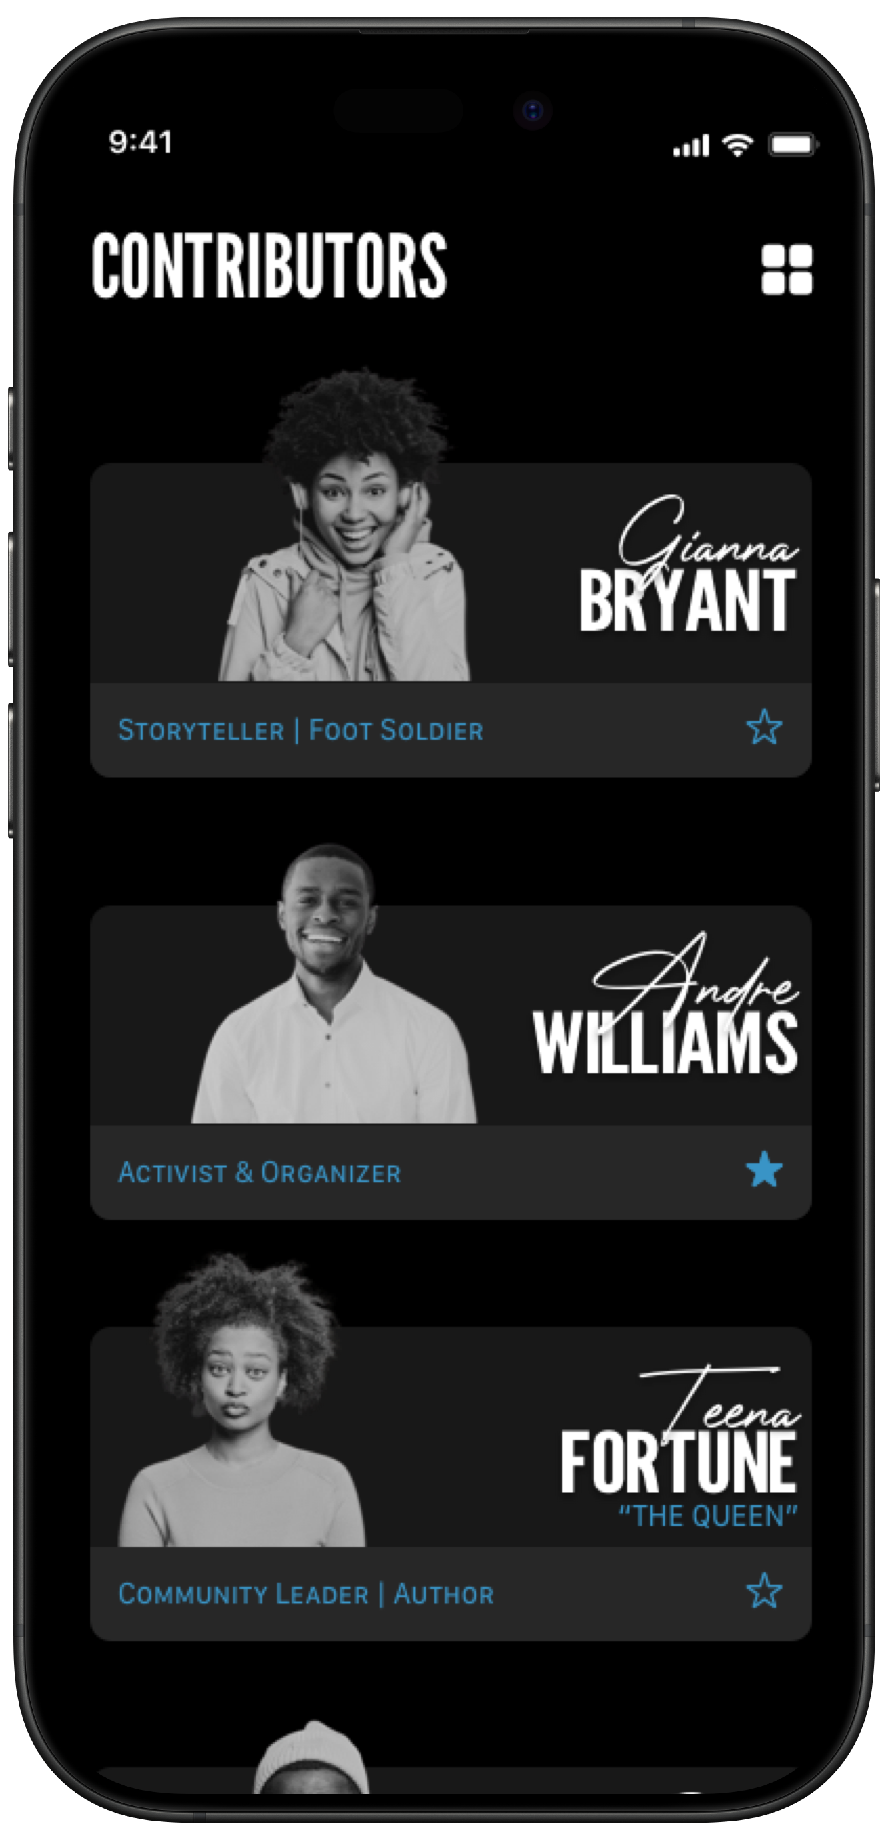 9:41
CONTRIBUTORS
Gianna
BRYANT
STORYTELLER | FOOT SOLDIER
Andre
WILLIAMS
ACTIVIST & ORGANIZER
Teena
FORTUNE
“THE QUEEN”
COMMUNITY LEADER | AUTHOR